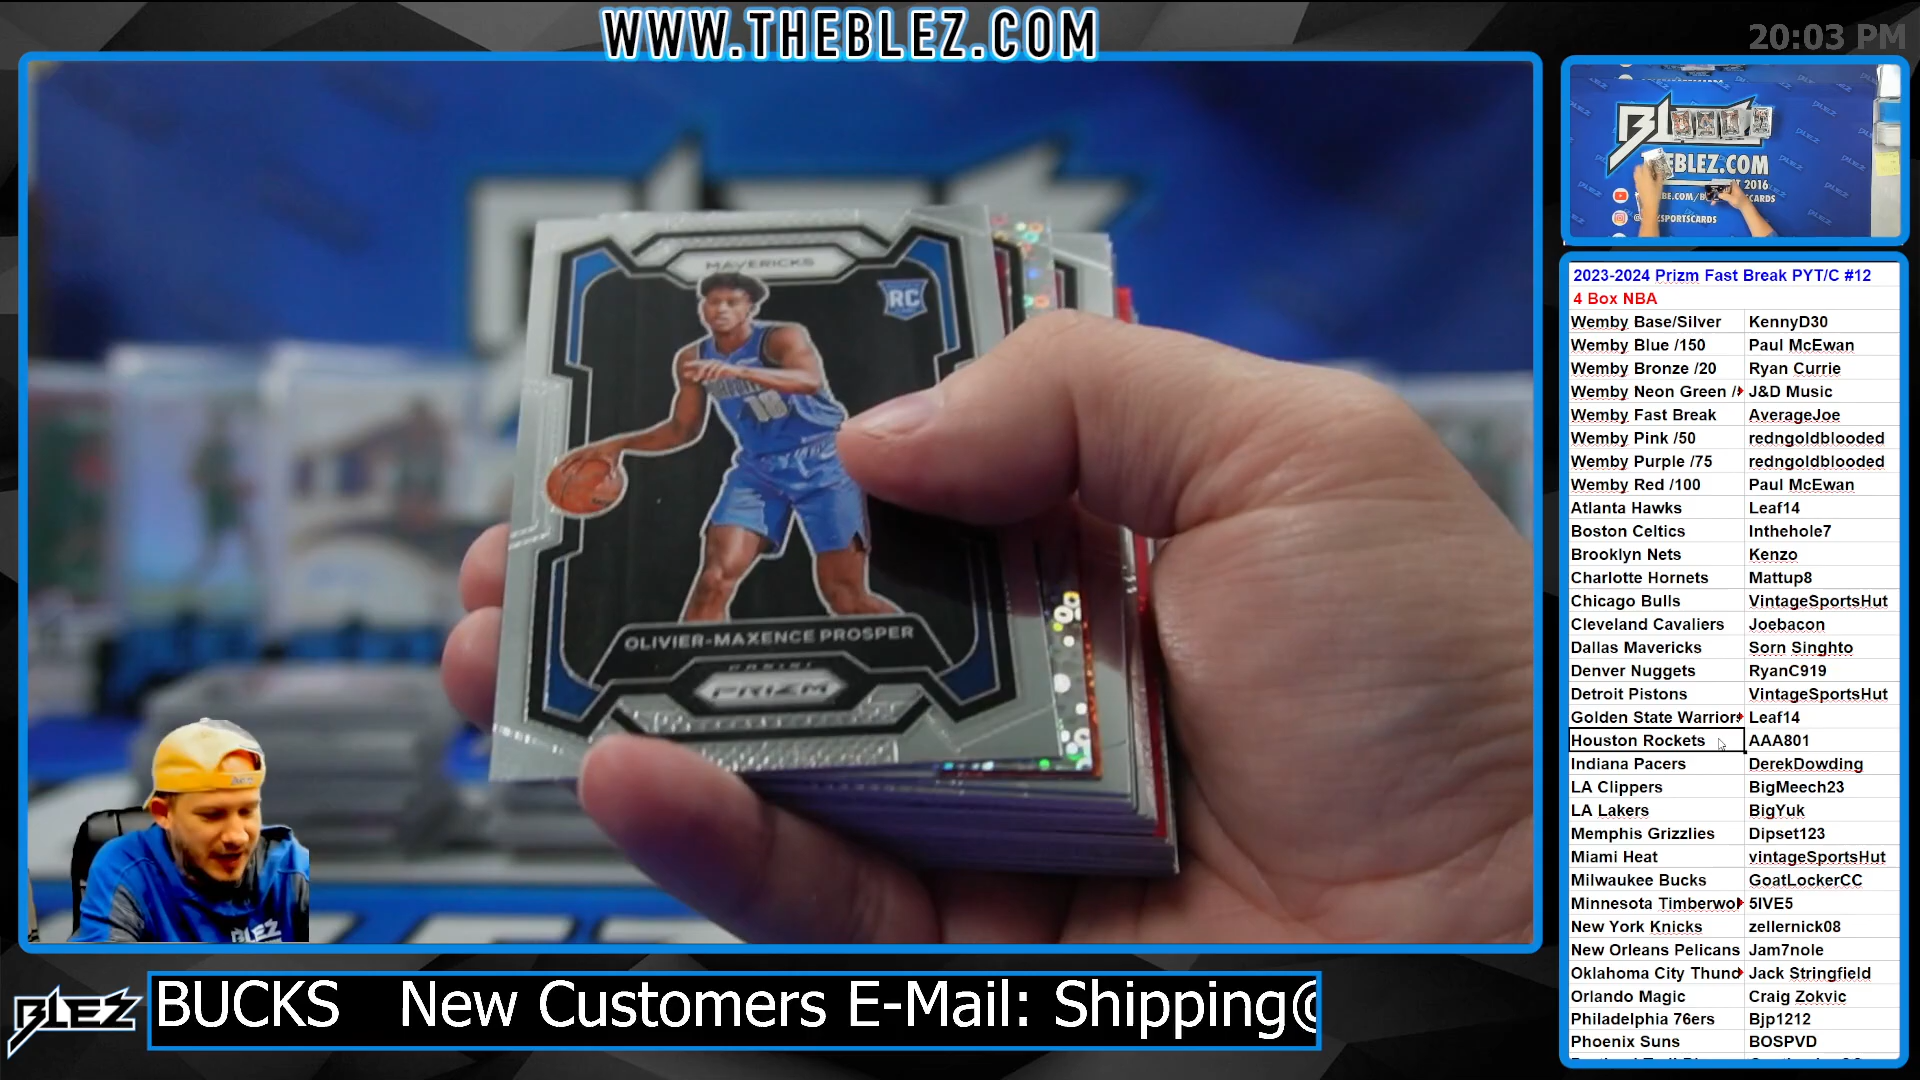 WWW.THEBLEZ.COM
20:03 PM
MAVERICKS
RC
10
OLIVIER-MAXENCE PROSPER
PANINI
PRIZM
BLEZ.COM
2016
2023-2024 Prizm Fast Break PYT/C #12
4 Box NBA
Wemby Base/Silver KennyD30
Wemby Blue /150 Paul McEwan
Wemby Bronze /20 Ryan Currie
Wemby Neon Green / J&D Music
Wemby Fast Break AverageJoe
Wemby Pink /50 redngoldblooded
Wemby Purple /75 redngoldblooded
Wemby Red /100 Paul McEwan
Atlanta Hawks Leaf14
Boston Celtics Inthehole7
Brooklyn Nets Kenzo
Charlotte Hornets Mattup8
Chicago Bulls VintageSportsHut
Cleveland Cavaliers Joebacon
Dallas Mavericks Sorn Singhto
Denver Nuggets RyanC919
Detroit Pistons VintageSportsHut
Golden State Warriors Leaf14
Houston Rockets AAA801
Indiana Pacers DerekDowding
LA Clippers BigMeech23
LA Lakers BigYuk
Memphis Grizzlies Dipset123
Miami Heat vintageSportsHut
Milwaukee Bucks GoatLockerCC
Minnesota Timberwol 5IVE5
New York Knicks zellernick08
New Orleans Pelicans Jam7nole
Oklahoma City Thund Jack Stringfield
Orlando Magic Craig Zokvic
Philadelphia 76ers Bjp1212
Phoenix Suns BOSPVD
BLEZ
BUCKS New Customers E-Mail: Shipping@